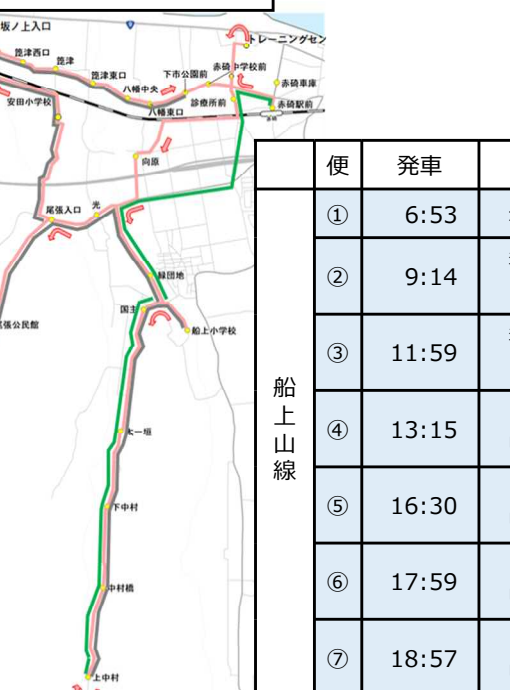 坂ノ上入口
9
トレーニングセン
箆津西口
箆津
箆津東口
八幡中央
下市公園前
赤碕中学校前
赤碕車庫
安田小学校
八幡東口
診療所前
赤碕駅前
向原
尾張入口
光
緑団地
尾張公民館
国主
船上小学校
大一垣
下中村
中村橋
上中村
便 発車
船上山線
① 6:53
② 9:14
③ 11:59
④ 13:15
⑤ 16:30
⑥ 17:59
⑦ 18:57